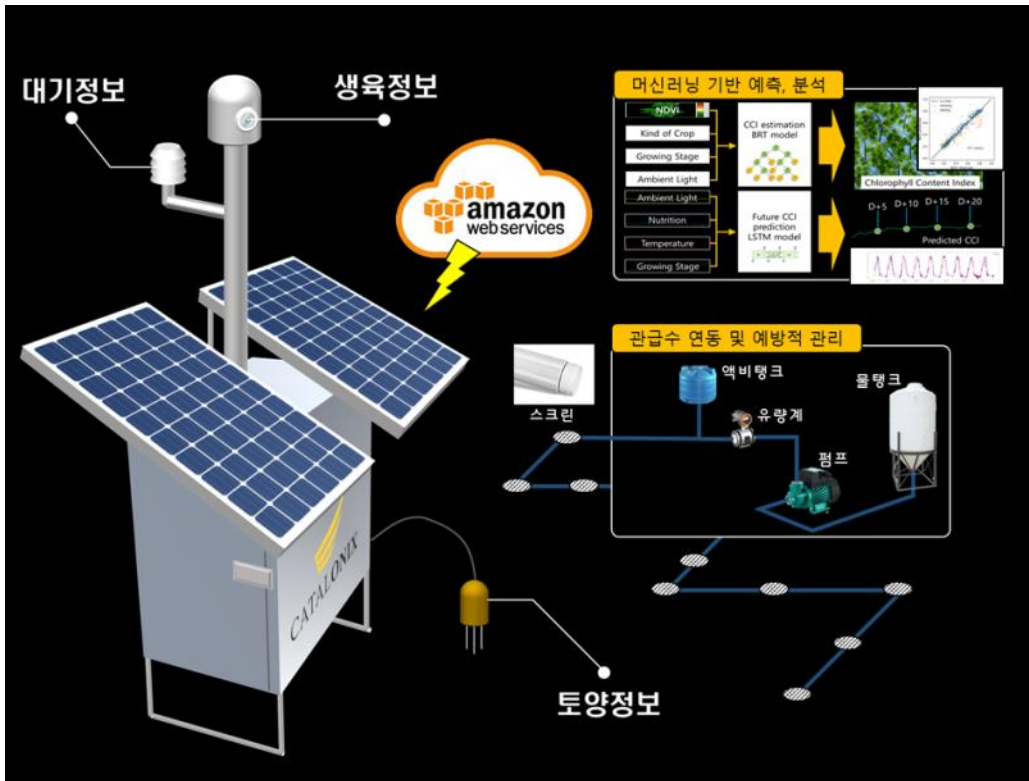 대기정보
생육정보
amazon
web services
CATALONIX
토양정보
머신러닝 기반 예측, 분석
NDVI
Kind of Crop
Growing Stage
Ambient Light
Ambient Light
Nutrition
Temperature
Growing Stage
CCI estimation
BRT model
Future CCI
prediction
LSTM model
Chlorophyll Content Index
D+5
D+10
D+15
D+20
Predicted CCI
관급수 연동 및 예방적 관리
스크린
액비탱크
유량계
펌프
물탱크